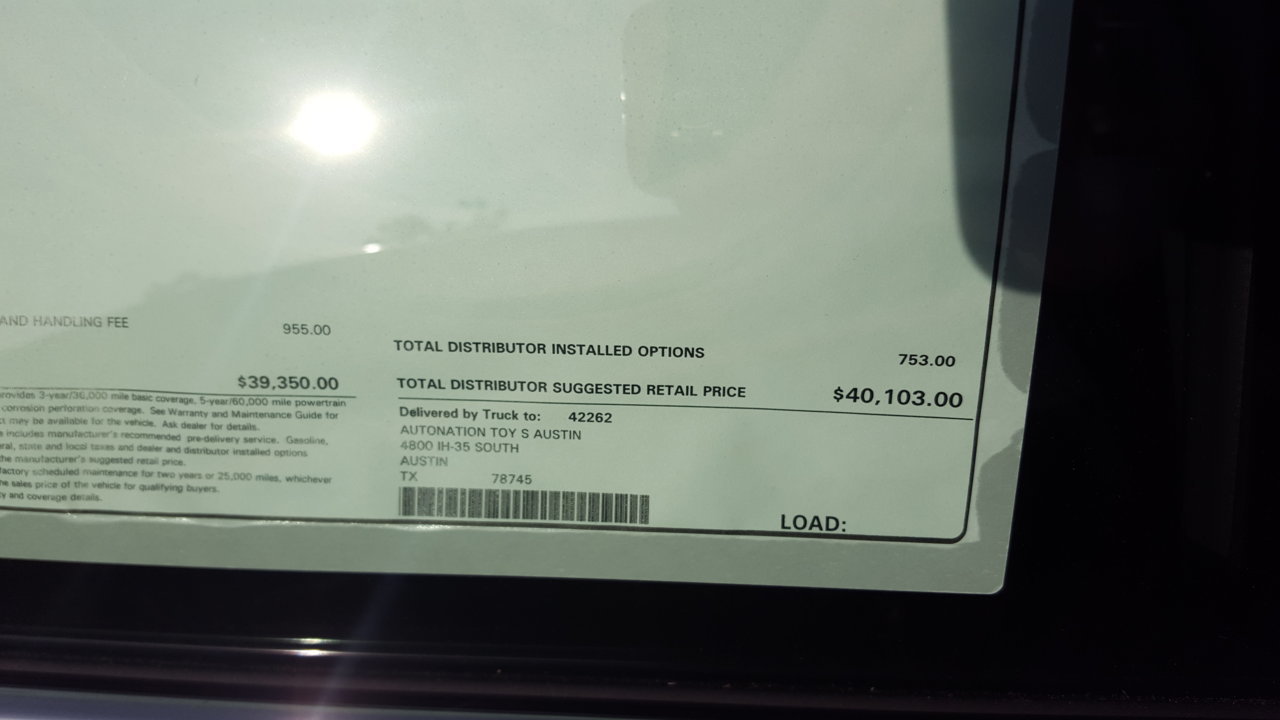 AND HANDLING FEE 955.00
$39,350.00
provides 3-year/36,000 mile basic coverage, 5-year/60,000 mile powertrain
corrosion perforation coverage. See Warranty and Maintenance Guide for
may be available for the vehicle. Ask dealer for details.
includes manufacturer's recommended pre-delivery service. Gasoline,
state and local taxes and dealer and distributor installed options
the manufacturer's suggested retail price.
factory scheduled maintenance for two years or 25,000 miles, whichever
the sales price of the vehicle for qualifying buyers.
and coverage details.
TOTAL DISTRIBUTOR INSTALLED OPTIONS 753.00
TOTAL DISTRIBUTOR SUGGESTED RETAIL PRICE $40,103.00
Delivered by Truck to: 42262
AUTONATION TOY S AUSTIN
4800 IH-35 SOUTH
AUSTIN
TX 78745
LOAD: